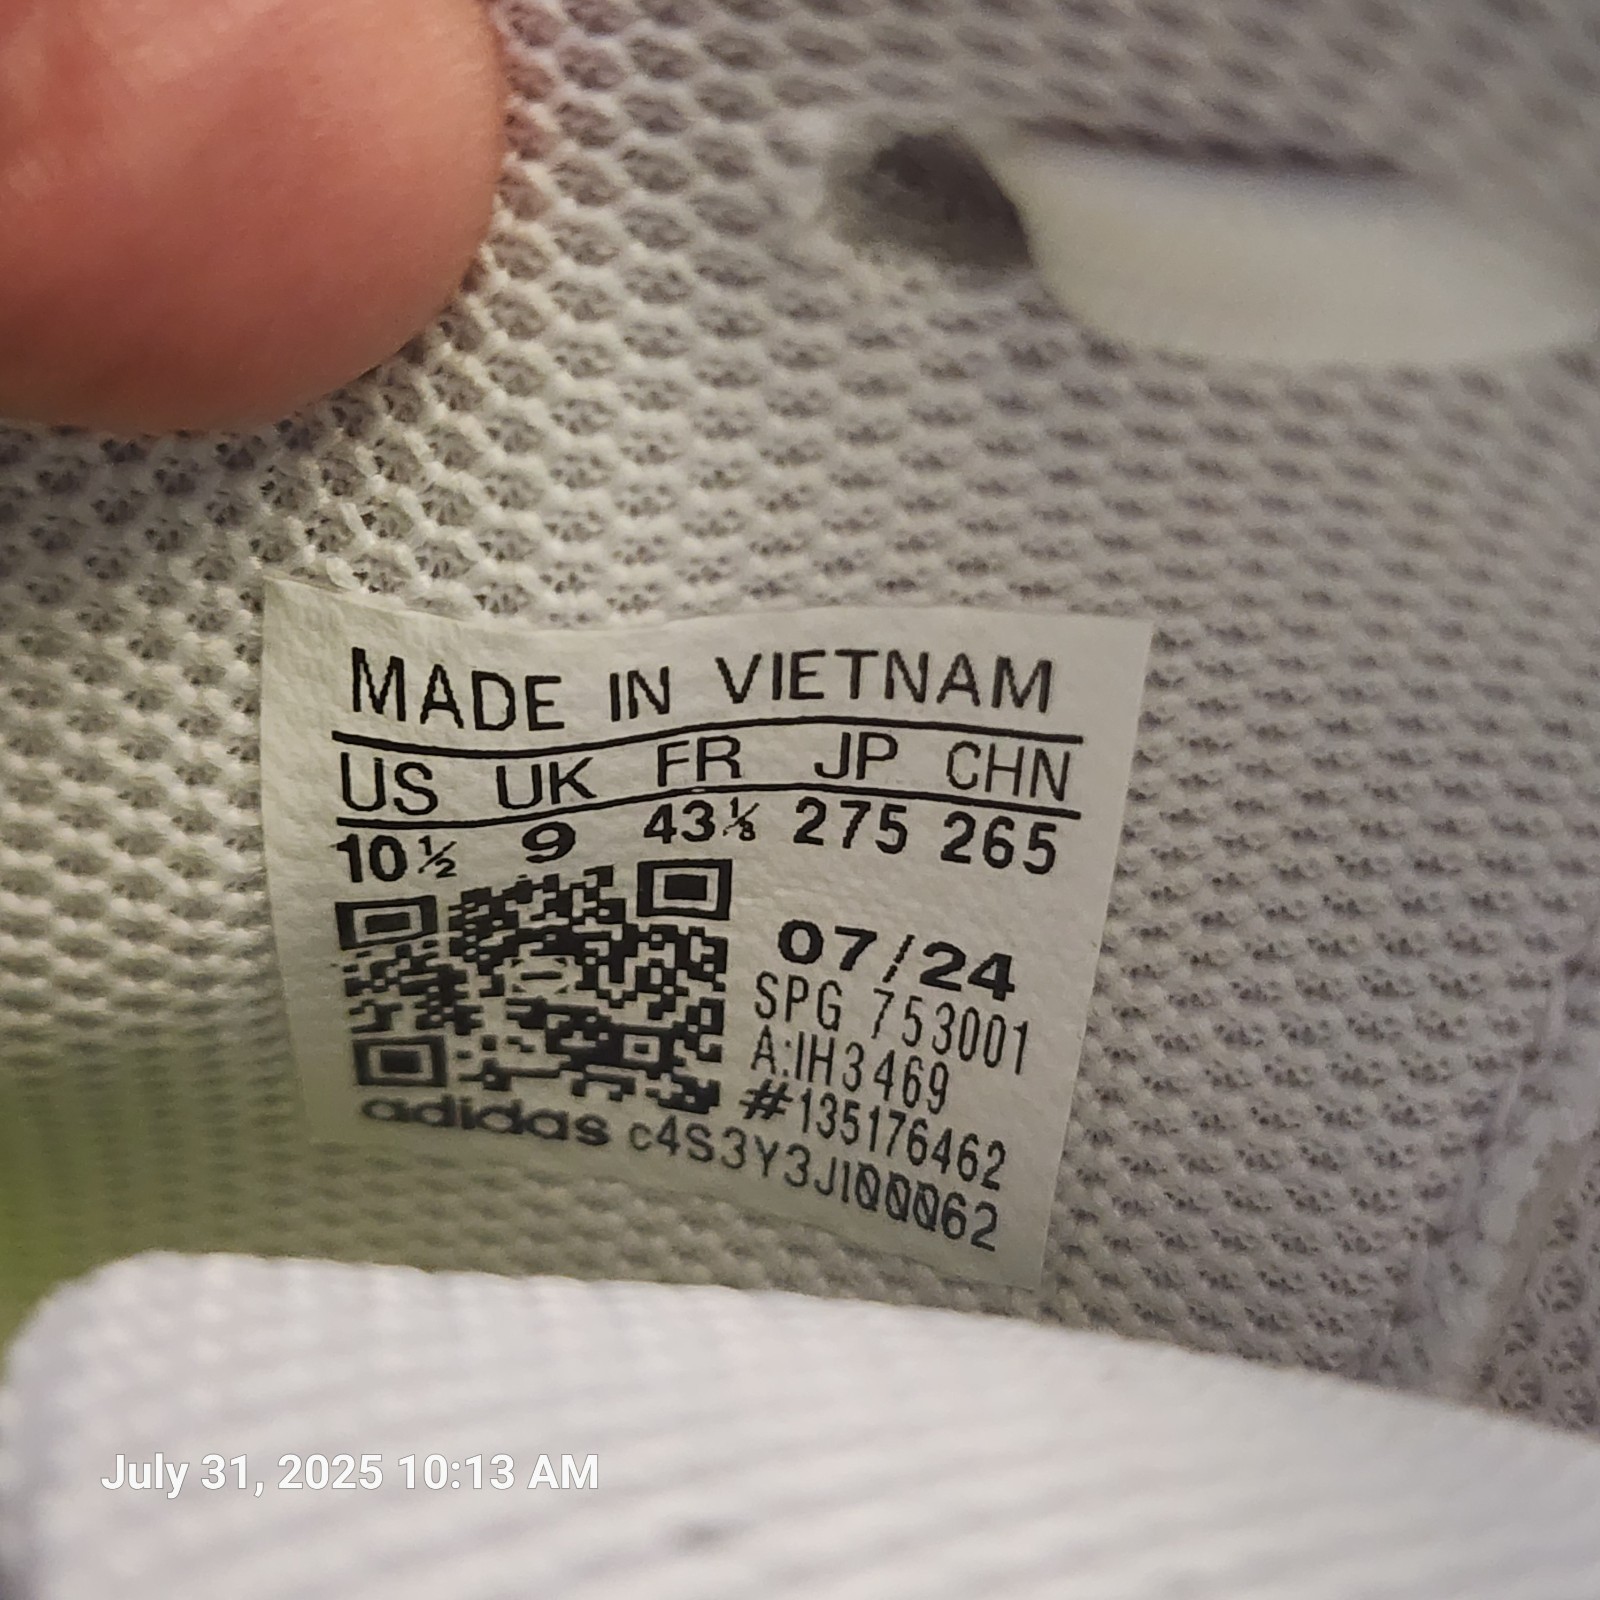 MADE IN VIETNAM
US UK FR JP CHN
10½ 9 43⅓ 275 265
07/24
SPG 753001
A:IH3469
#135176462
adidas c4S3Y3J1000062
July 31, 2025 10:13 AM